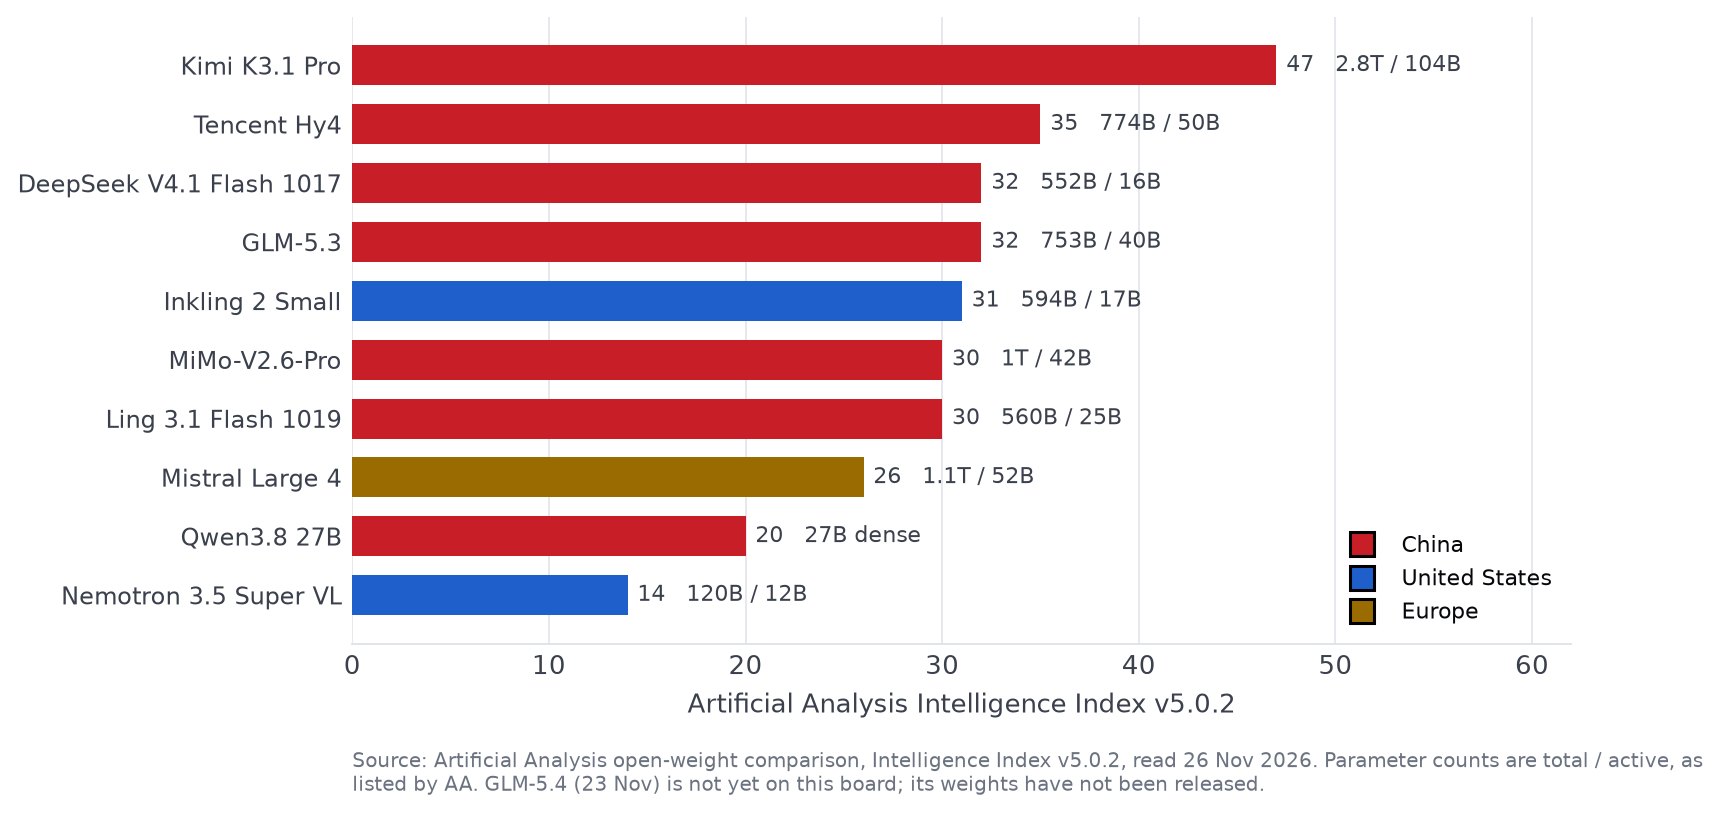 Kimi K3.1 Pro 47 2.8T / 104B
Tencent Hy4 35 774B / 50B
DeepSeek V4.1 Flash 1017 32 552B / 16B
GLM-5.3 32 753B / 40B
Inkling 2 Small 31 594B / 17B
MiMo-V2.6-Pro 30 1T / 42B
Ling 3.1 Flash 1019 30 560B / 25B
Mistral Large 4 26 1.1T / 52B
Qwen3.8 27B 20 27B dense
Nemotron 3.5 Super VL 14 120B / 12B
China
United States
Europe
0 10 20 30 40 50 60
Artificial Analysis Intelligence Index v5.0.2
Source: Artificial Analysis open-weight comparison, Intelligence Index v5.0.2, read 26 Nov 2026. Parameter counts are total / active, as
listed by AA. GLM-5.4 (23 Nov) is not yet on this board; its weights have not been released.